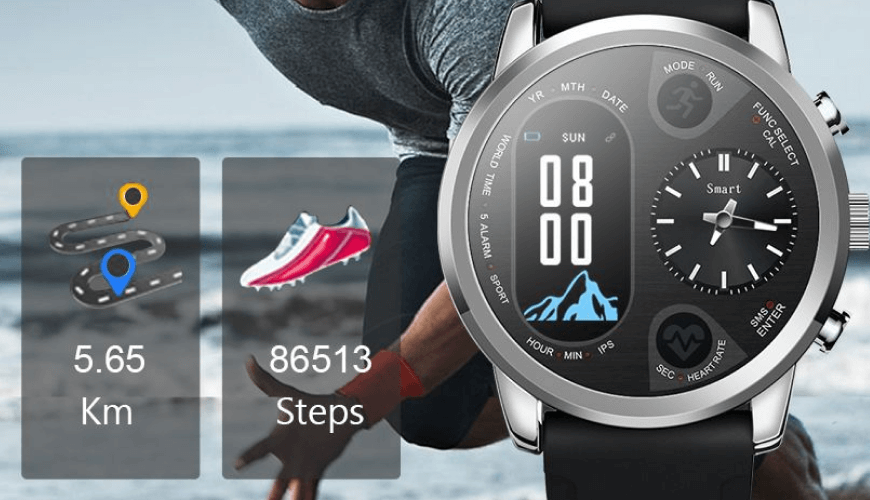 5.65
Km
86513
Steps
MODE - RUN
YR - MTH - DATE
FUNC SELECT
CAL
WORLD TIME - 5 ALARM - SPORT
SUN
08
00
Smart
SMS
ENTER
HOUR - MIN - IPS
SEC - HEARTRATE